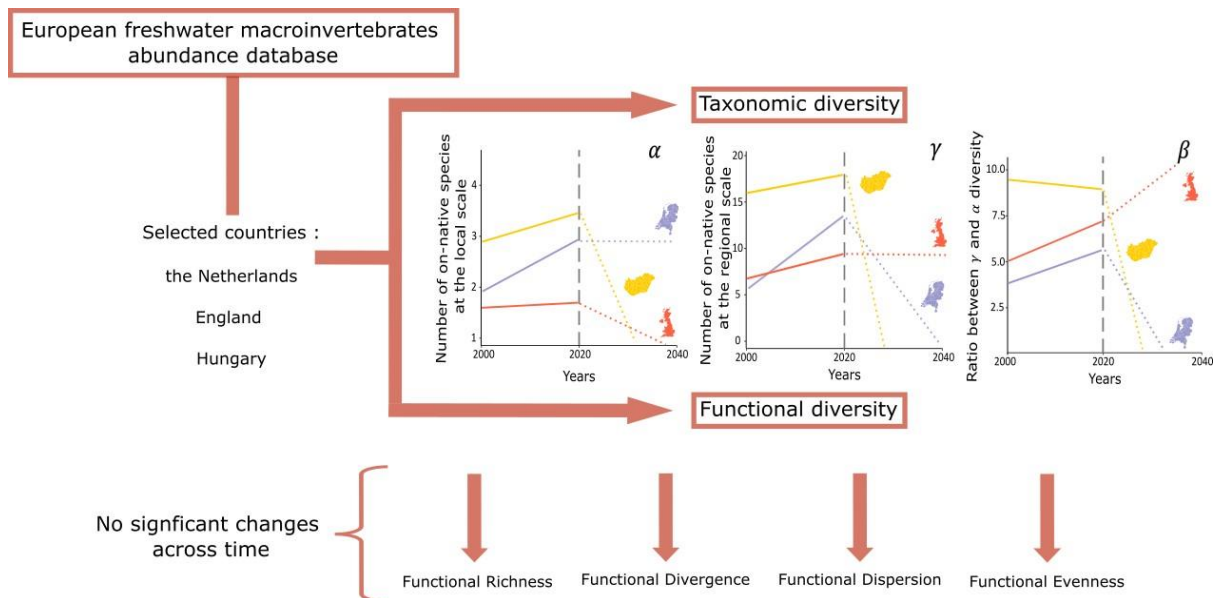 European freshwater macroinvertebrates
abundance database
Selected countries :
the Netherlands
England
Hungary
Taxonomic diversity
Number of on-native species
at the local scale
α
4
3
2
1
2000
2020
2040
Years
Number of on-native species
at the regional scale
γ
20
15
10
5
0
2000
2020
2040
Years
Ratio between γ and α diversity
β
10.0
7.5
5.0
2.5
2000
2020
2040
Years
Functional diversity
No signficant changes
across time
Functional Richness
Functional Divergence
Functional Dispersion
Functional Evenness